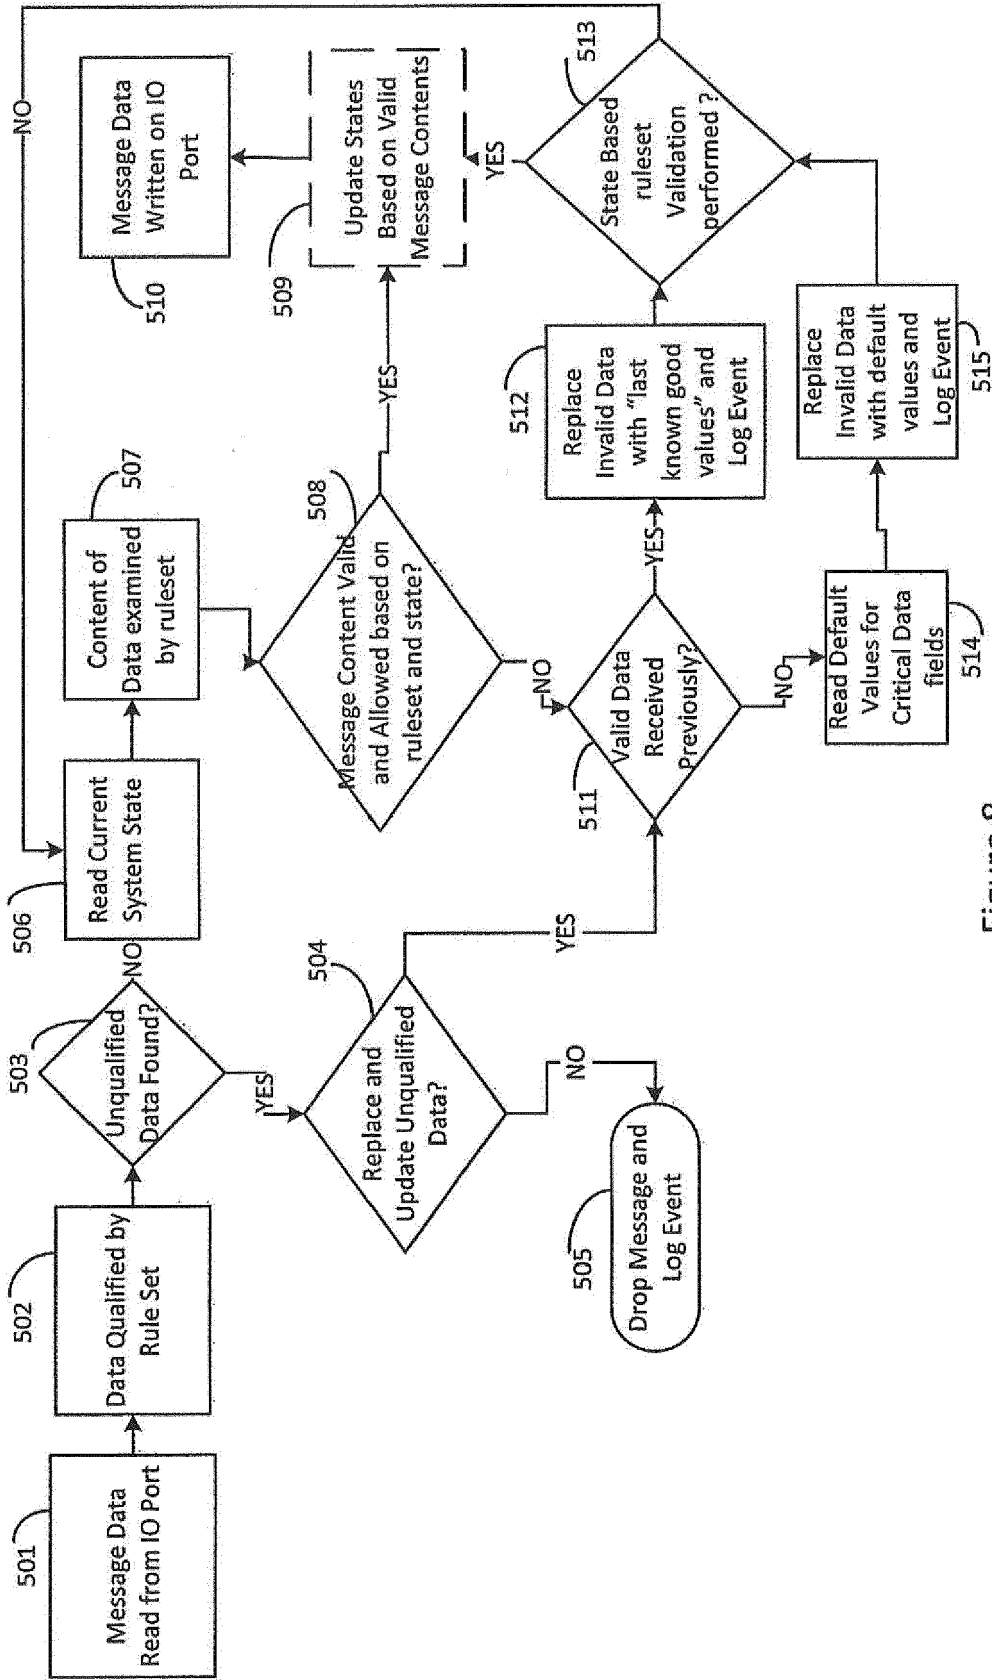 501
Message Data
Read from IO Port
502
Data Qualified by
Rule Set
503
Unqualified
Data Found?
NO
YES
504
Replace and
Update Unqualified
Data?
NO
YES
505
Drop Message and
Log Event
506
Read Current
System State
507
Content of
Data examined
by ruleset
508
Message Content Valid
and Allowed based on
ruleset and state?
YES
NO
509
Update States
Based on Valid
Message Contents
510
Message Data
Written on IO
Port
511
Valid Data
Received
Previously?
YES
NO
512
Replace
Invalid Data
with "last
known good
values" and
Log Event
513
State Based
ruleset
Validation
performed ?
YES
NO
514
Read Default
Values for
Critical Data
fields
515
Replace
Invalid Data
with default
values and
Log Event
Figure 8